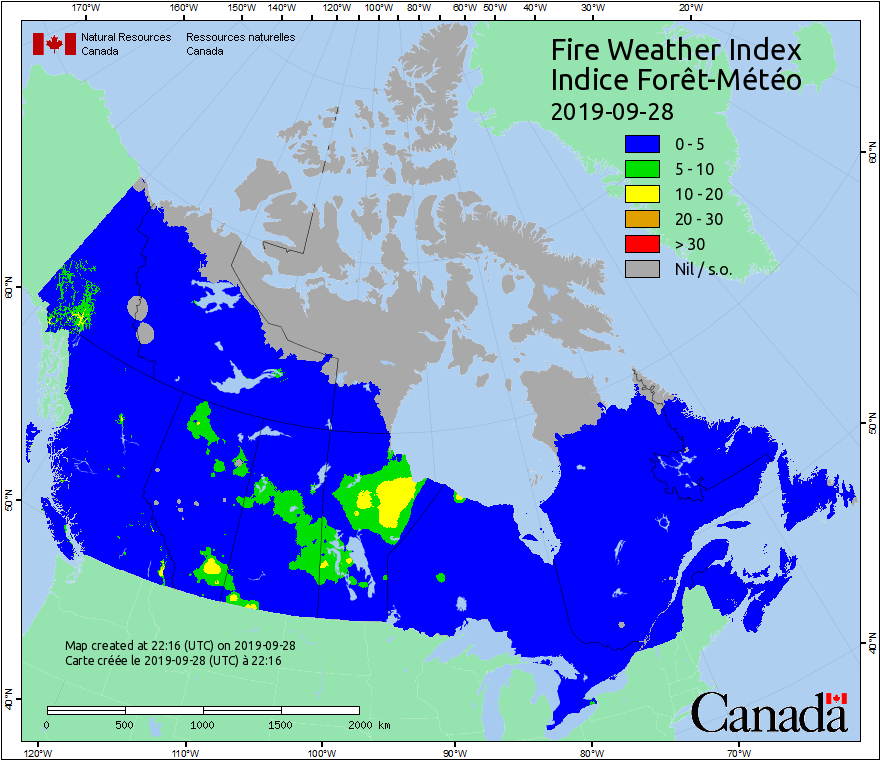 170°W 160°W 150°W 140°W 120°W 110°W 100°W 90°W 80°W 60°W 50°W 40°W 30°W 20°W
Natural Resources Ressources naturelles
Canada Canada
Fire Weather Index
Indice Forêt-Météo
2019-09-28
0 - 5
5 - 10
10 - 20
20 - 30
> 30
Nil / s.o.
60°N
60°N
50°N
50°N
40°N
40°N
Map created at 22:16 (UTC) on 2019-09-28
Carte créée le 2019-09-28 (UTC) à 22:16
0 500 1000 1500 2000 km
Canada
120°W 110°W 100°W 90°W 80°W 70°W